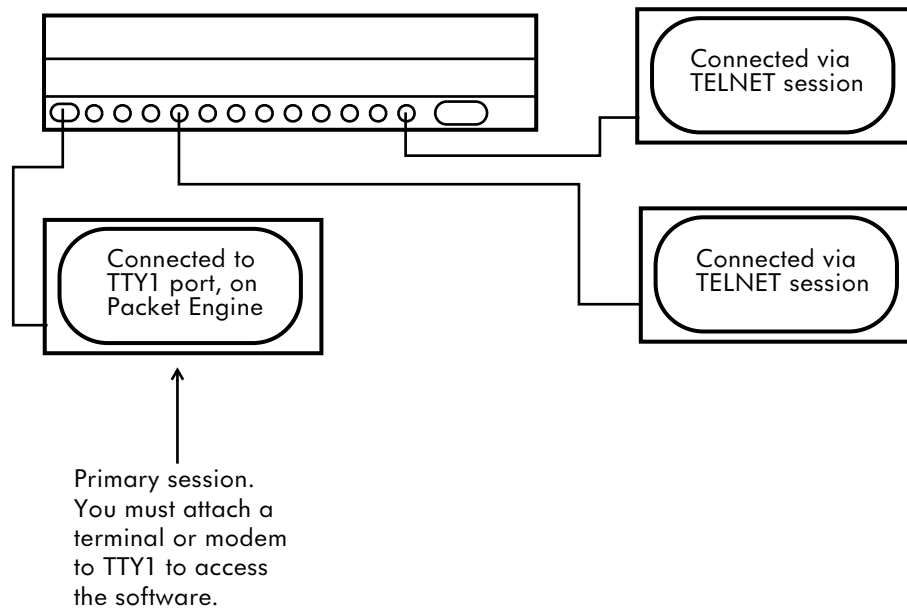 Connected via
TELNET session
Connected to
TTY1 port, on
Packet Engine
Connected via
TELNET session
Primary session.
You must attach a
terminal or modem
to TTY1 to access
the software.